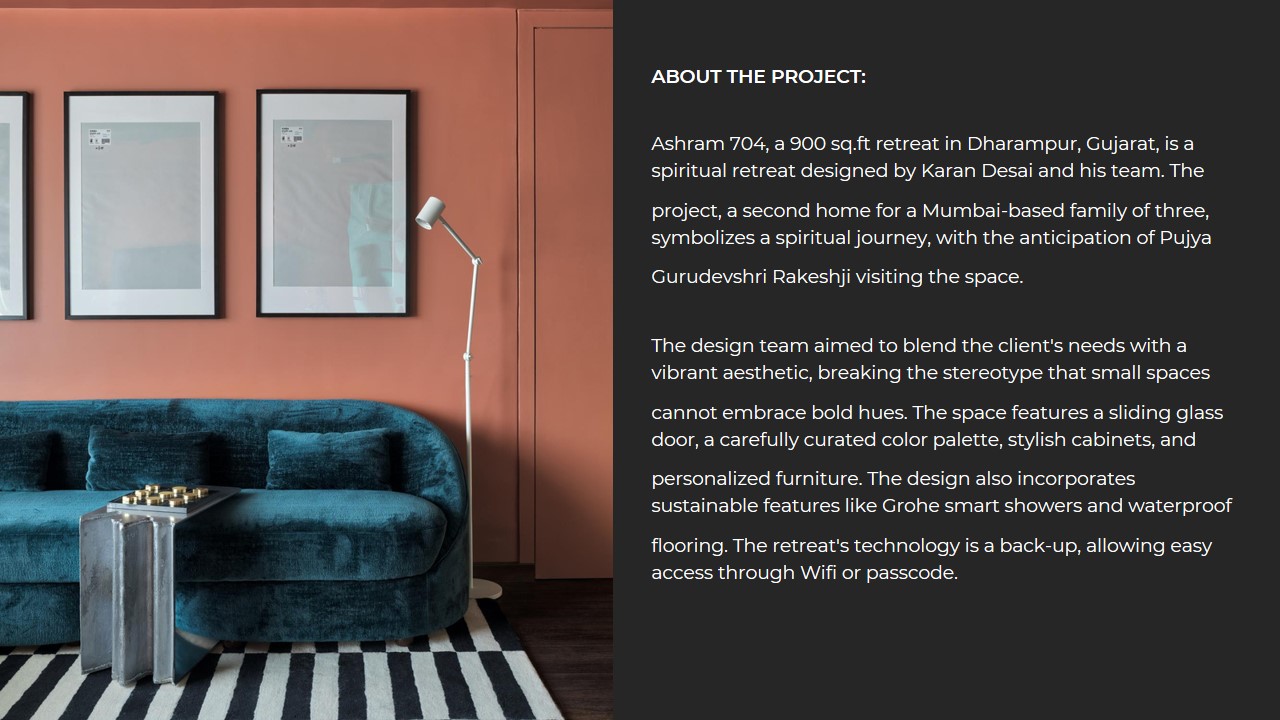 ABOUT THE PROJECT:
Ashram 704, a 900 sq.ft retreat in Dharampur, Gujarat, is a
spiritual retreat designed by Karan Desai and his team. The
project, a second home for a Mumbai-based family of three,
symbolizes a spiritual journey, with the anticipation of Pujya
Gurudevshri Rakeshji visiting the space.
The design team aimed to blend the client's needs with a
vibrant aesthetic, breaking the stereotype that small spaces
cannot embrace bold hues. The space features a sliding glass
door, a carefully curated color palette, stylish cabinets, and
personalized furniture. The design also incorporates
sustainable features like Grohe smart showers and waterproof
flooring. The retreat's technology is a back-up, allowing easy
access through Wifi or passcode.